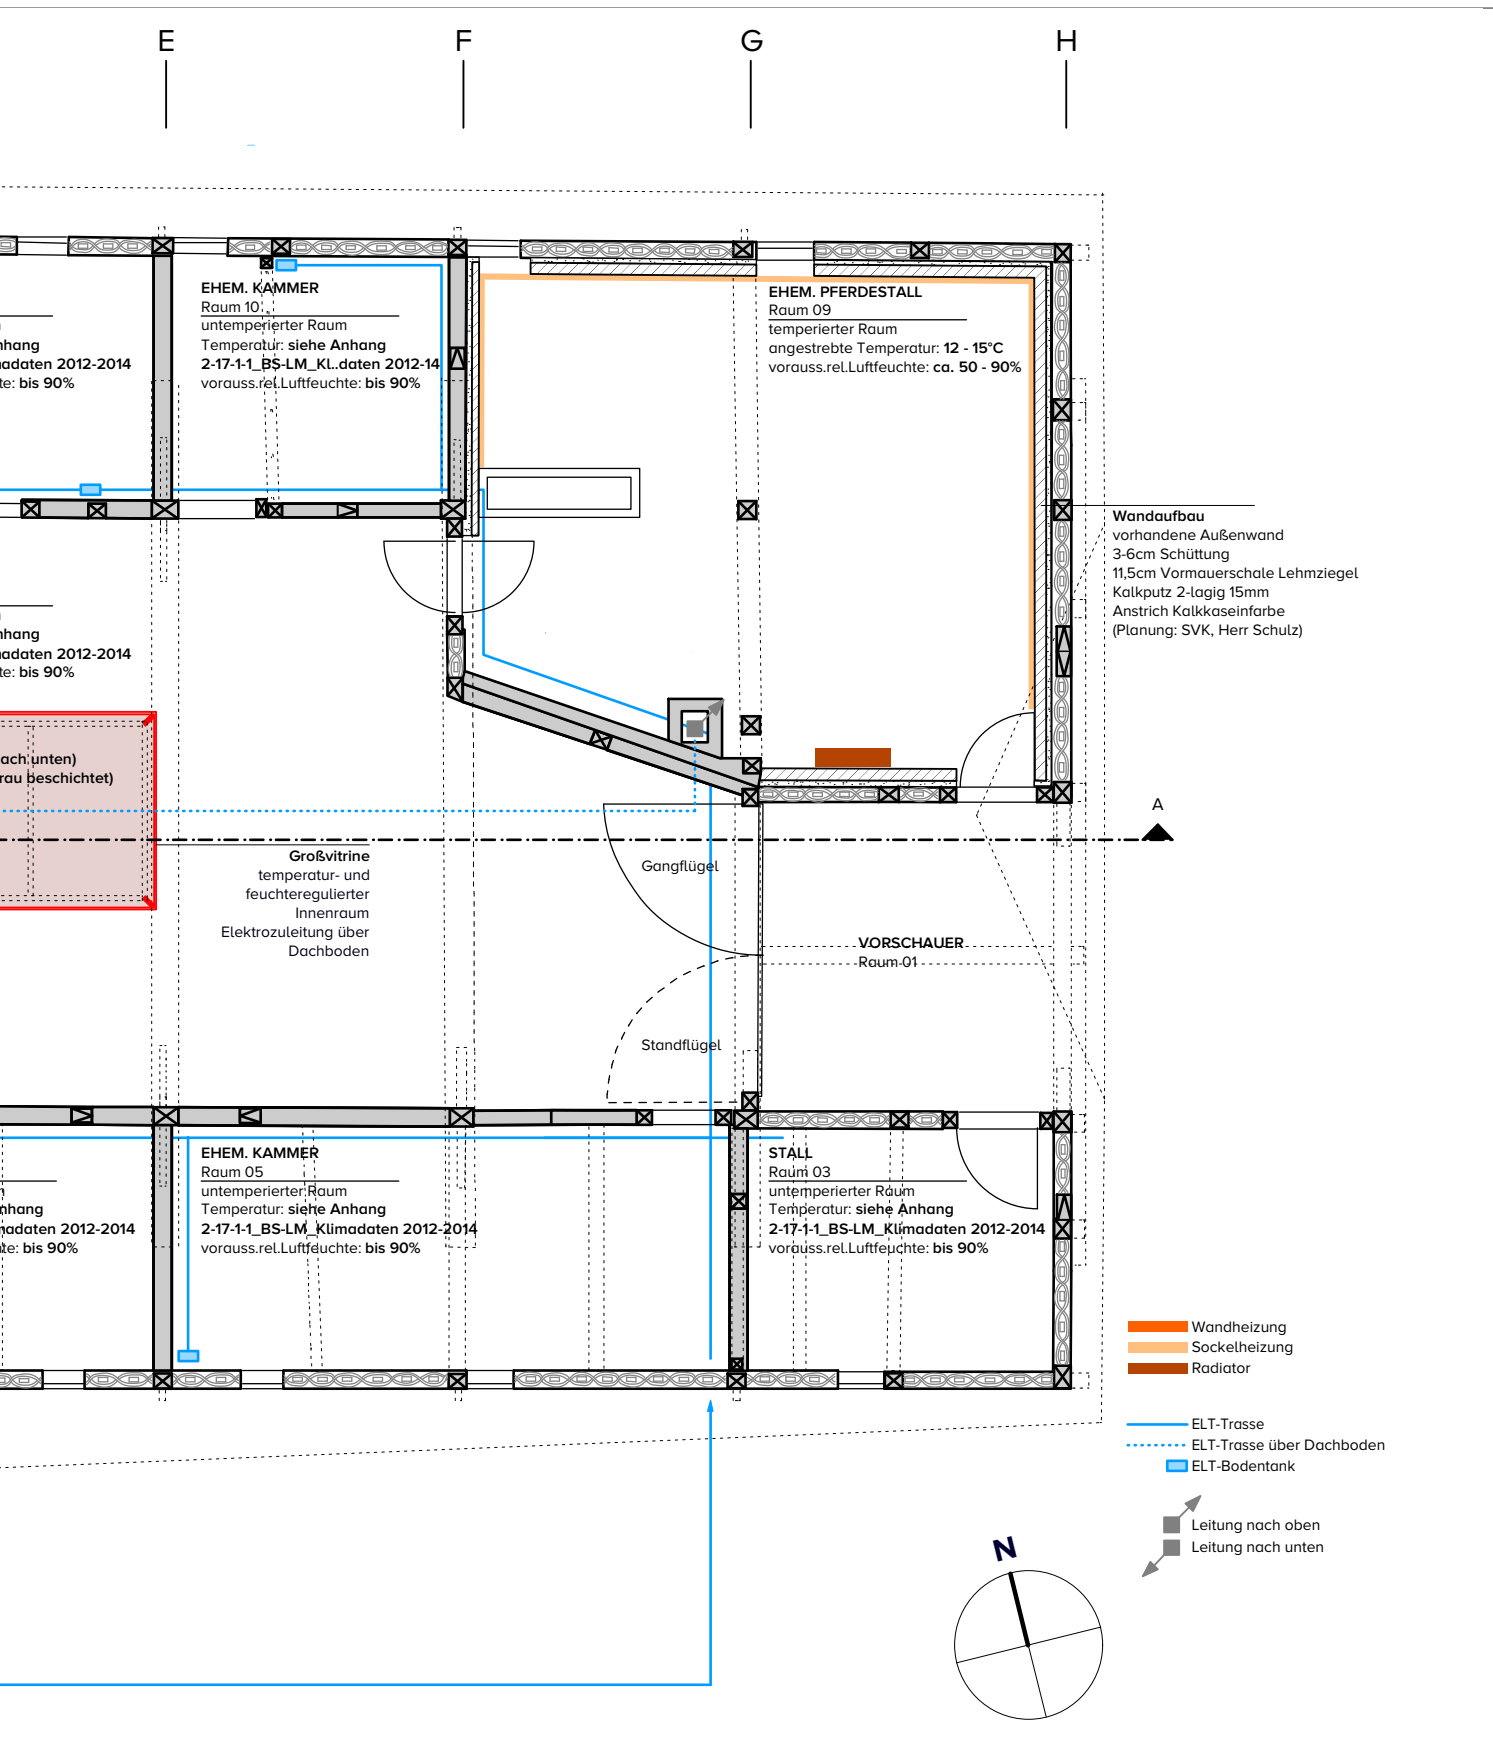 E F G H
EHEM. KAMMER
Raum 10
untemperierter Raum
Temperatur: siehe Anhang
2-17-1-1_BS-LM_Kl..daten 2012-14
vorauss.rel.Luftfeuchte: bis 90%
EHEM. PFERDESTALL
Raum 09
temperierter Raum
angestrebte Temperatur: 12 - 15°C
vorauss.rel.Luftfeuchte: ca. 50 - 90%
nhang
madaten 2012-2014
te: bis 90%
Wandaufbau
vorhandene Außenwand
3-6cm Schüttung
11,5cm Vormauerschale Lehmziegel
Kalkputz 2-lagig 15mm
Anstrich Kalkkaseinfarbe
(Planung: SVK, Herr Schulz)
nhang
madaten 2012-2014
te: bis 90%
ach unten)
rau beschichtet)
A
Großvitrine
temperatur- und
feuchteregulierter
Innenraum
Elektrozuleitung über
Dachboden
Gangflügel
VORSCHAUER
Raum 01
Standflügel
nhang
madaten 2012-2014
te: bis 90%
EHEM. KAMMER
Raum 05
untemperierter Raum
Temperatur: siehe Anhang
2-17-1-1_BS-LM_Klimadaten 2012-2014
vorauss.rel.Luftfeuchte: bis 90%
STALL
Raum 03
untemperierter Raum
Temperatur: siehe Anhang
2-17-1-1_BS-LM_Klimadaten 2012-2014
vorauss.rel.Luftfeuchte: bis 90%
Wandheizung
Sockelheizung
Radiator
ELT-Trasse
ELT-Trasse über Dachboden
ELT-Bodentank
Leitung nach oben
Leitung nach unten
N